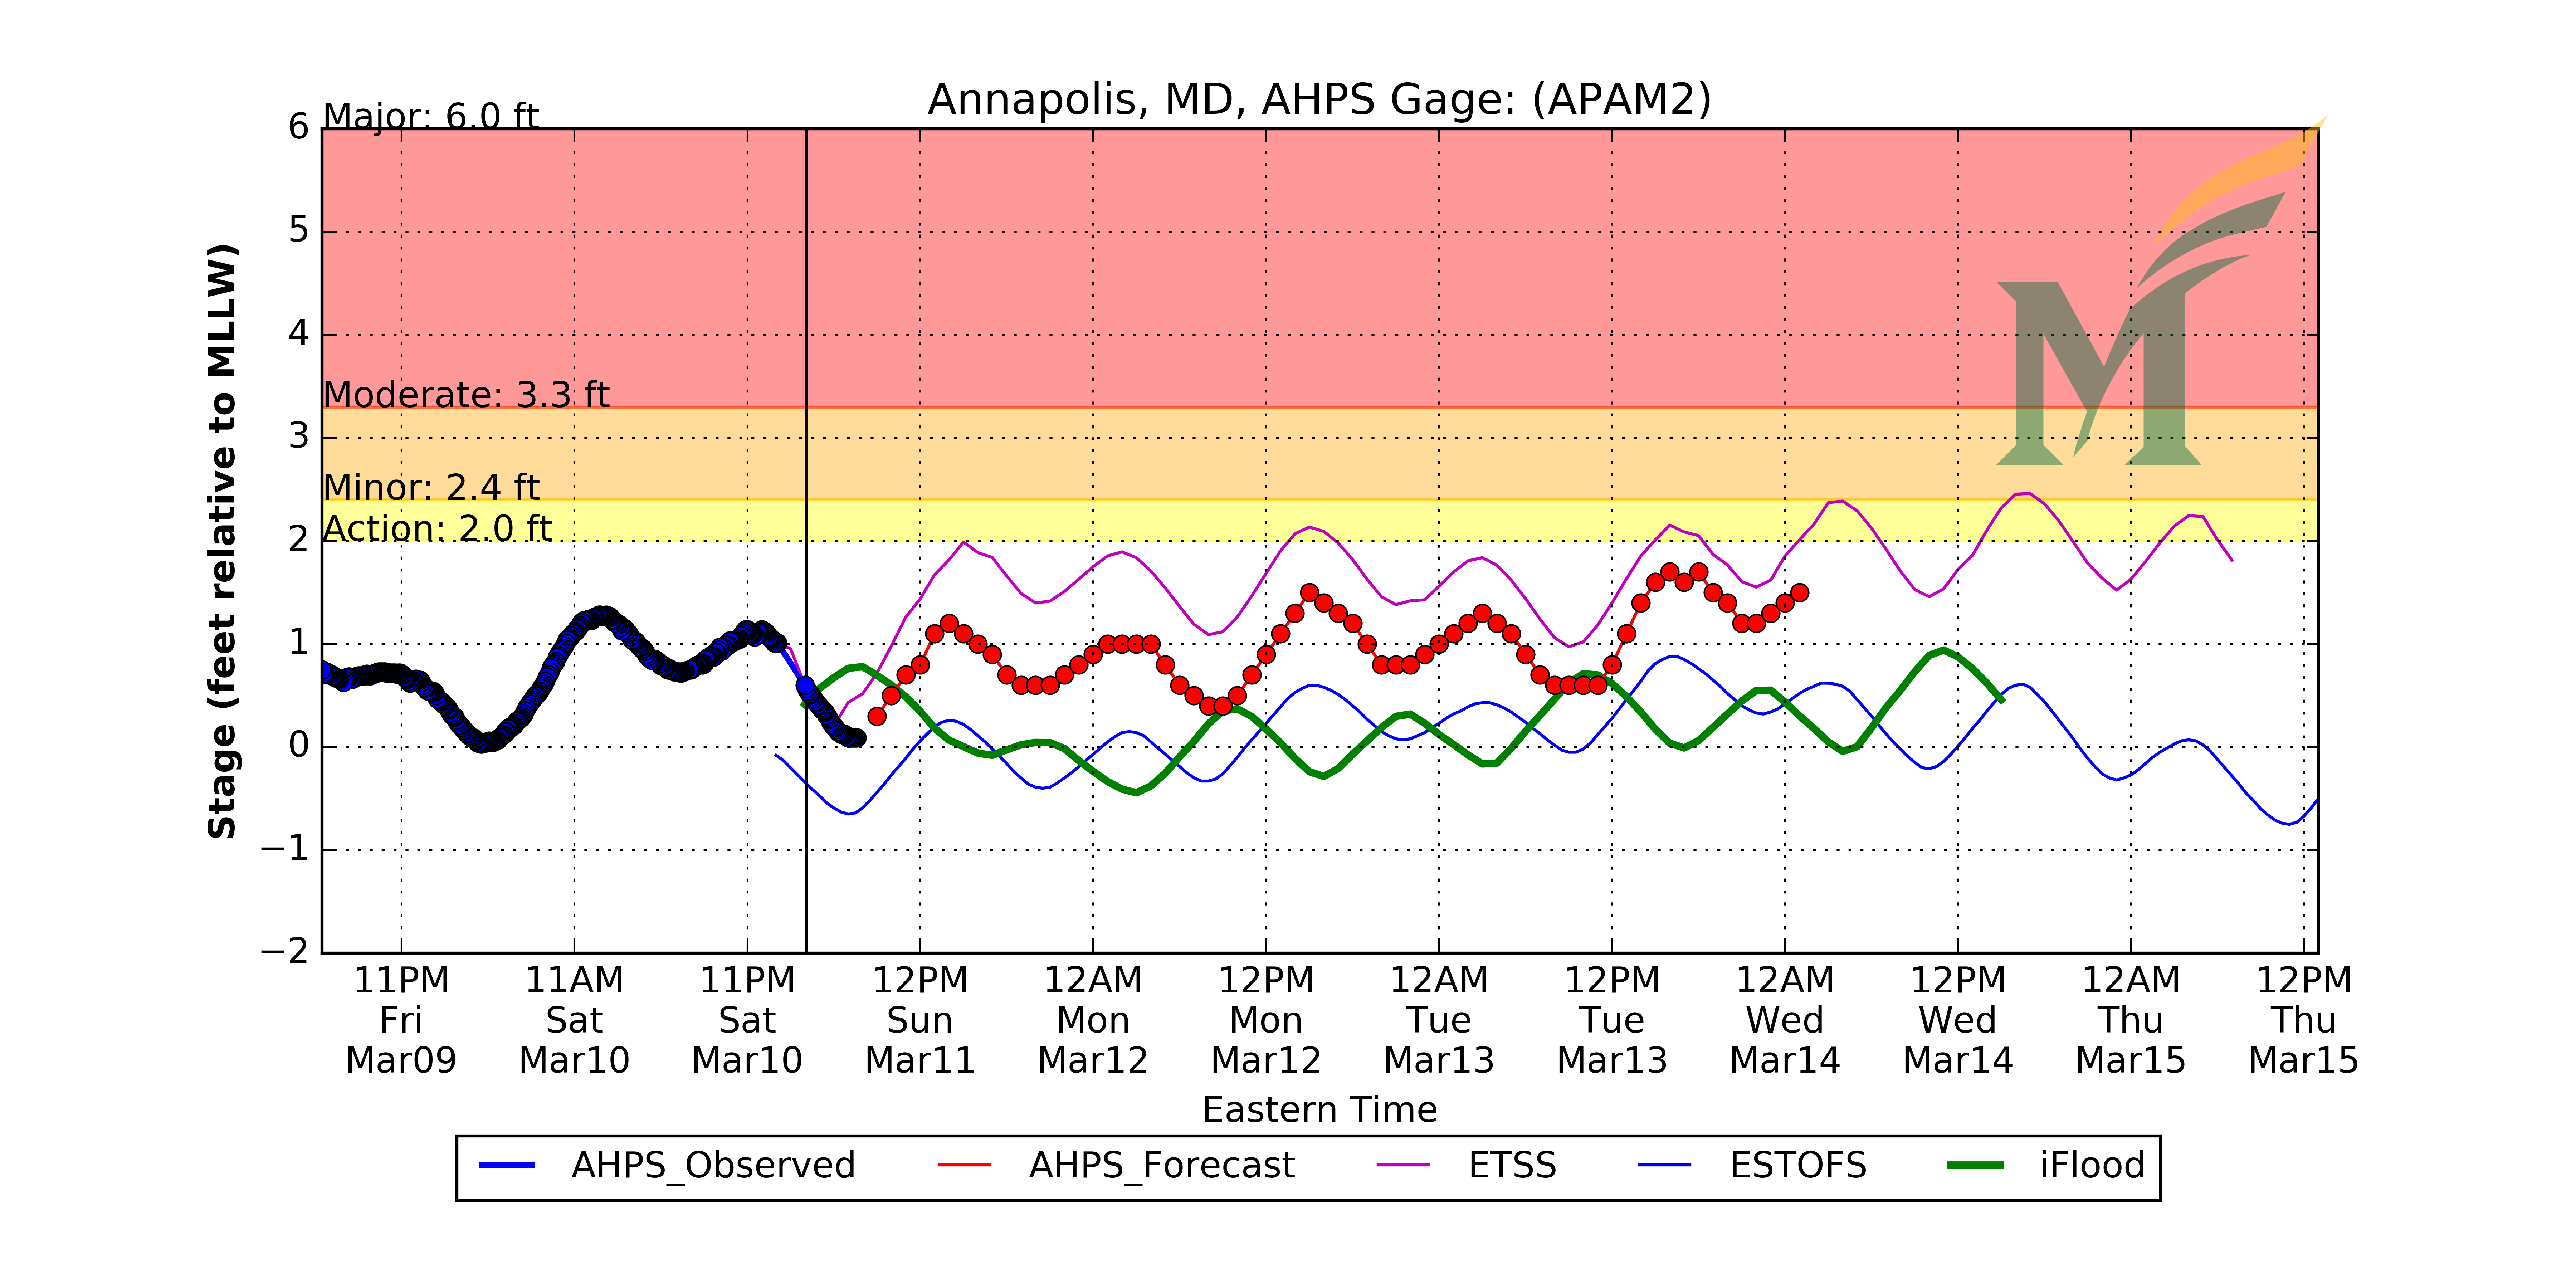 Annapolis, MD, AHPS Gage: (APAM2)
Major: 6.0 ft
Moderate: 3.3 ft
Minor: 2.4 ft
Action: 2.0 ft
Stage (feet relative to MLLW)
6
5
4
3
2
1
0
−1
−2
11PM 11AM 11PM 12PM 12AM 12PM 12AM 12PM 12AM 12PM 12AM 12PM
Fri Sat Sat Sun Mon Mon Tue Tue Wed Wed Thu Thu
Mar09 Mar10 Mar10 Mar11 Mar12 Mar12 Mar13 Mar13 Mar14 Mar14 Mar15 Mar15
Eastern Time
AHPS_Observed AHPS_Forecast ETSS ESTOFS iFlood
M